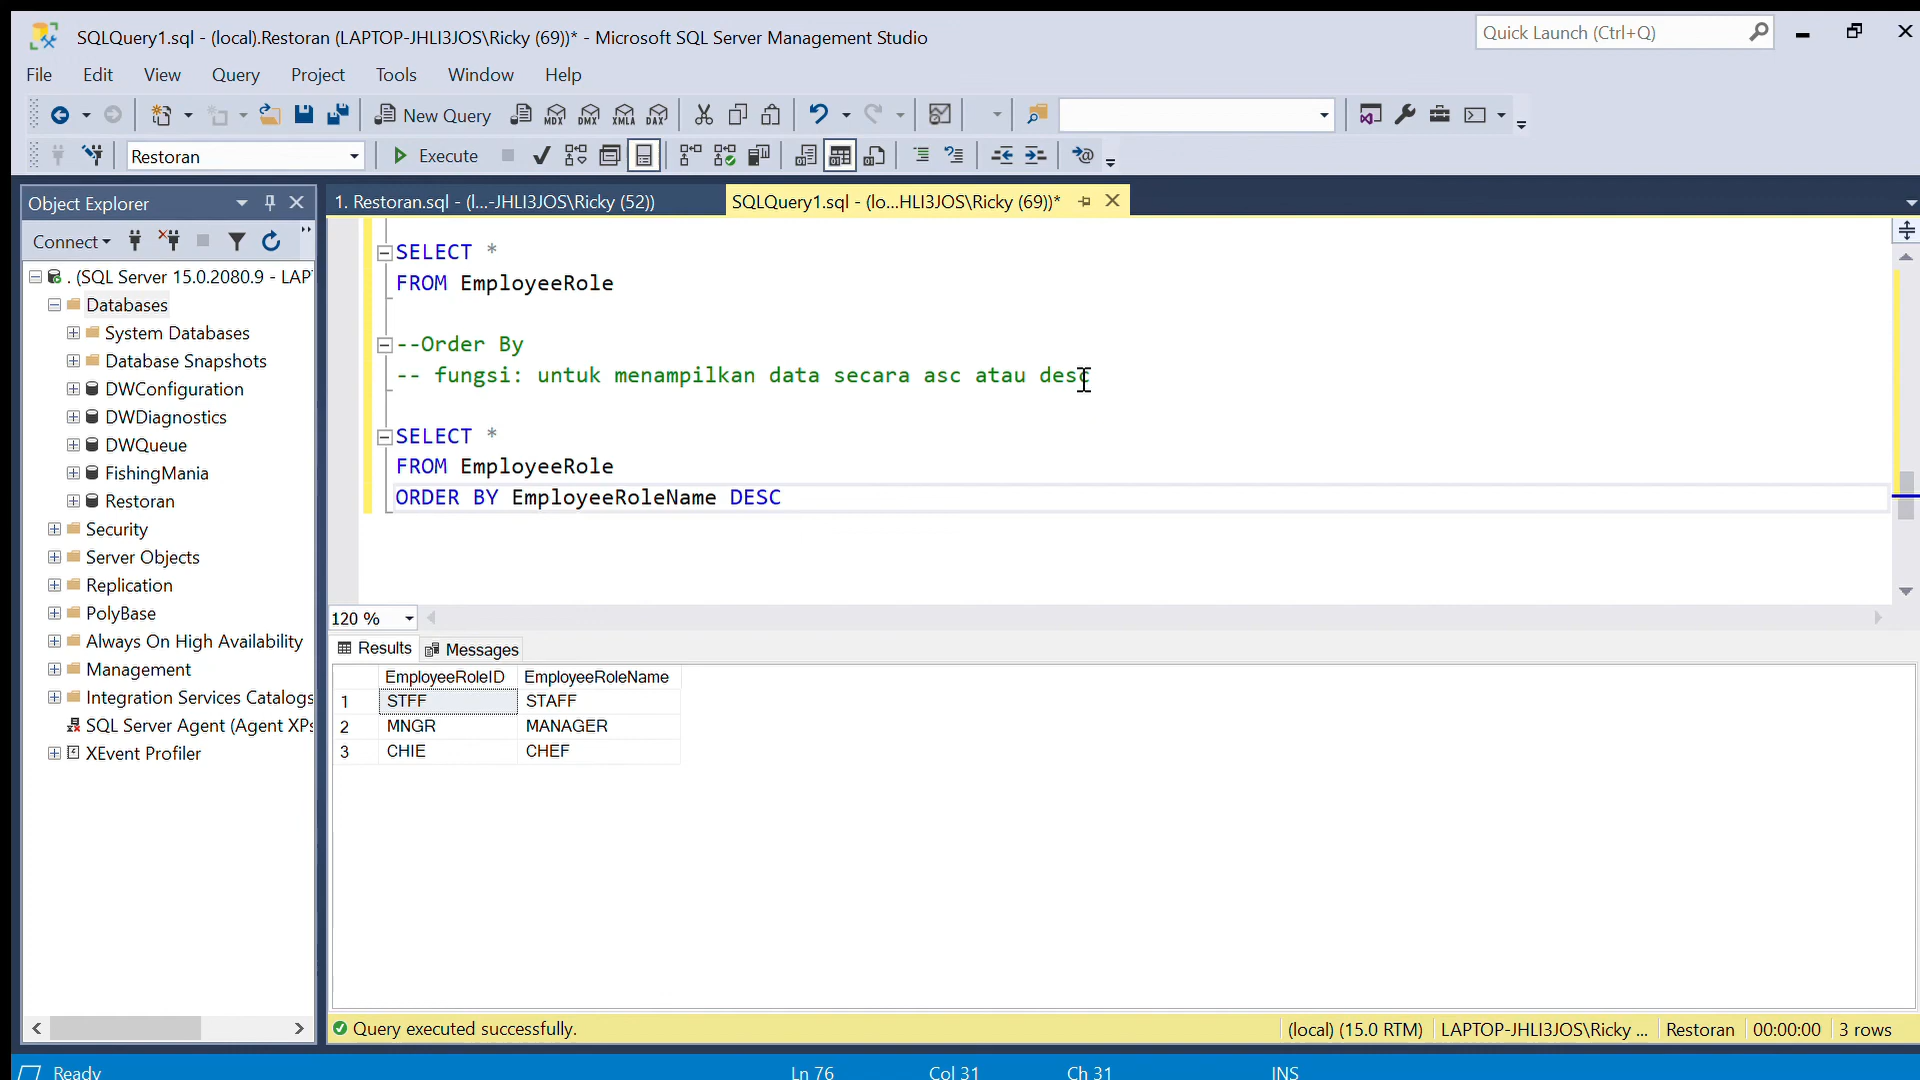 SQLQuery1.sql - (local).Restoran (LAPTOP-JHLI3JOS\Ricky (69))* - Microsoft SQL Server Management Studio
Quick Launch (Ctrl+Q)
File Edit View Query Project Tools Window Help
New Query MDX DMX XMLA DAX
Restoran Execute
Object Explorer
1. Restoran.sql - (l...-JHLI3JOS\Ricky (52))
SQLQuery1.sql - (lo...HLI3JOS\Ricky (69))*
Connect
. (SQL Server 15.0.2080.9 - LAP
Databases
System Databases
Database Snapshots
DWConfiguration
DWDiagnostics
DWQueue
FishingMania
Restoran
Security
Server Objects
Replication
PolyBase
Always On High Availability
Management
Integration Services Catalogs
SQL Server Agent (Agent XPs
XEvent Profiler
SELECT *
FROM EmployeeRole
--Order By
-- fungsi: untuk menampilkan data secara asc atau desc
SELECT *
FROM EmployeeRole
ORDER BY EmployeeRoleName DESC
120 %
Results Messages
EmployeeRoleID EmployeeRoleName
1 STFF STAFF
2 MNGR MANAGER
3 CHIE CHEF
Query executed successfully.
(local) (15.0 RTM) LAPTOP-JHLI3JOS\Ricky ... Restoran 00:00:00 3 rows
Ready Ln 76 Col 31 Ch 31 INS